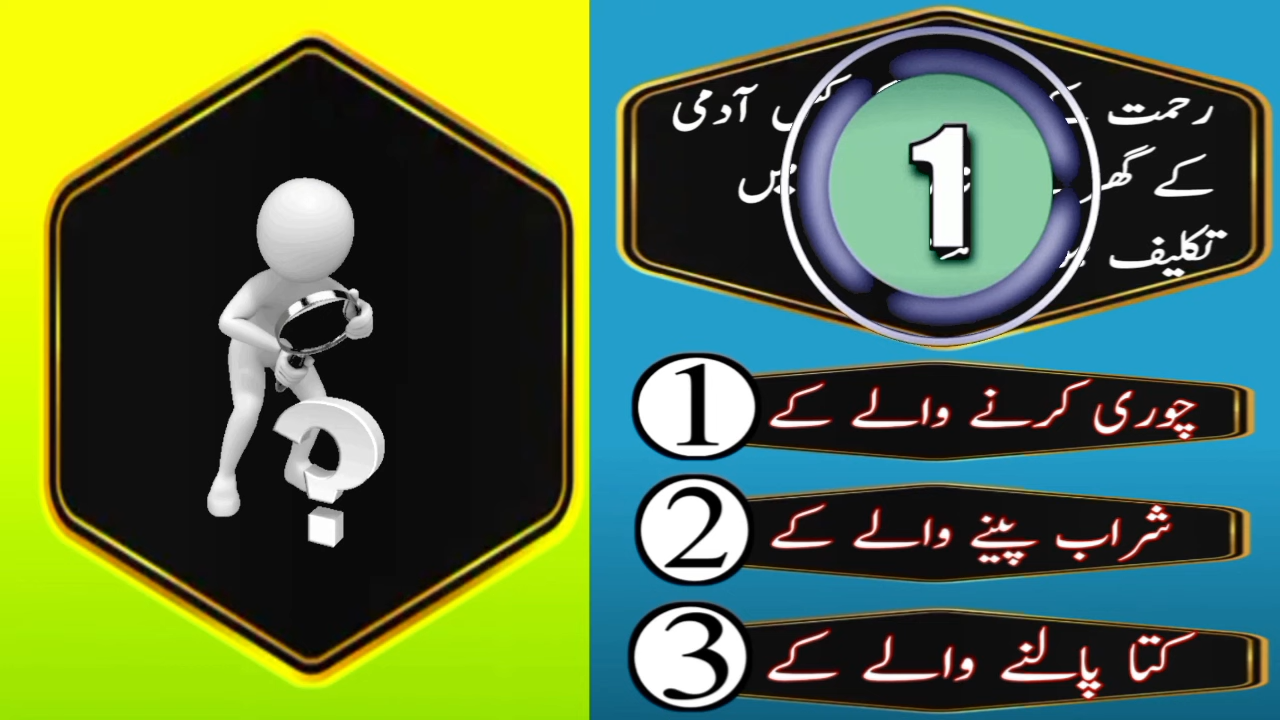 رحمت آدمی
کے گھر میں
تکلیف
1
1 چوری کرنے والے کے
2 شراب پینے والے کے
3 کتا پالنے والے کے